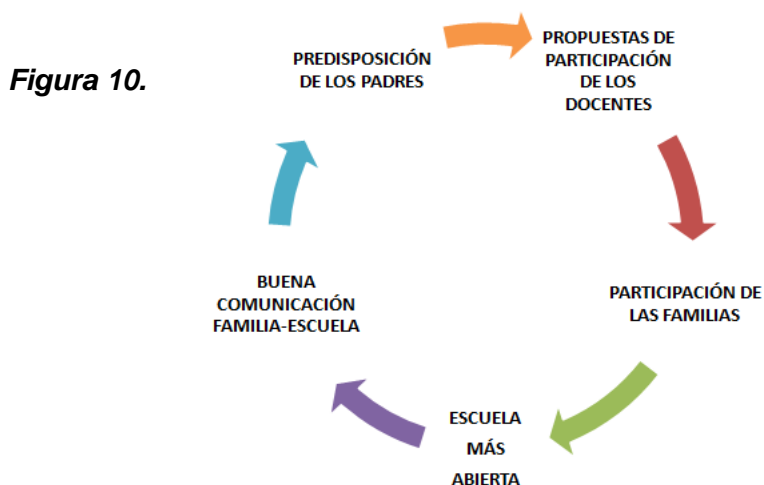 Figura 10.
PREDISPOSICIÓN
DE LOS PADRES
PROPUESTAS DE
PARTICIPACIÓN
DE LOS
DOCENTES
PARTICIPACIÓN DE
LAS FAMILIAS
ESCUELA
MÁS
ABIERTA
BUENA
COMUNICACIÓN
FAMILIA-ESCUELA